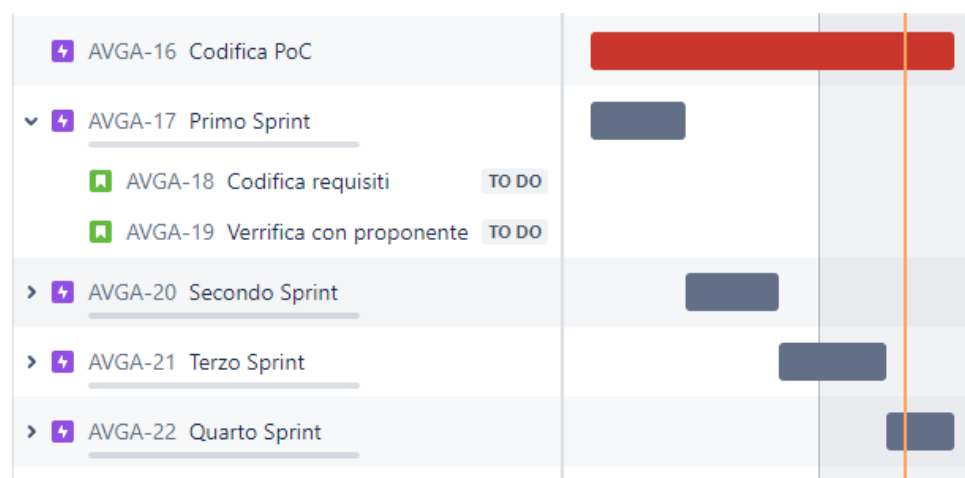 AVGA-16 Codifica PoC
AVGA-17 Primo Sprint
AVGA-18 Codifica requisiti TO DO
AVGA-19 Verrifica con proponente TO DO
AVGA-20 Secondo Sprint
AVGA-21 Terzo Sprint
AVGA-22 Quarto Sprint